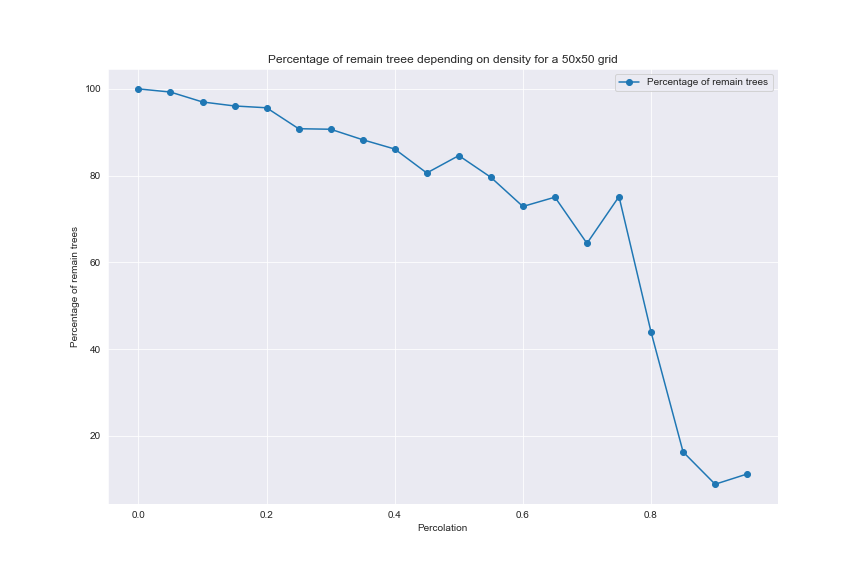 Percentage of remain treee depending on density for a 50x50 grid
Percentage of remain trees
100
80
60
40
20
Percentage of remain trees
0.0
0.2
0.4
0.6
0.8
Percolation